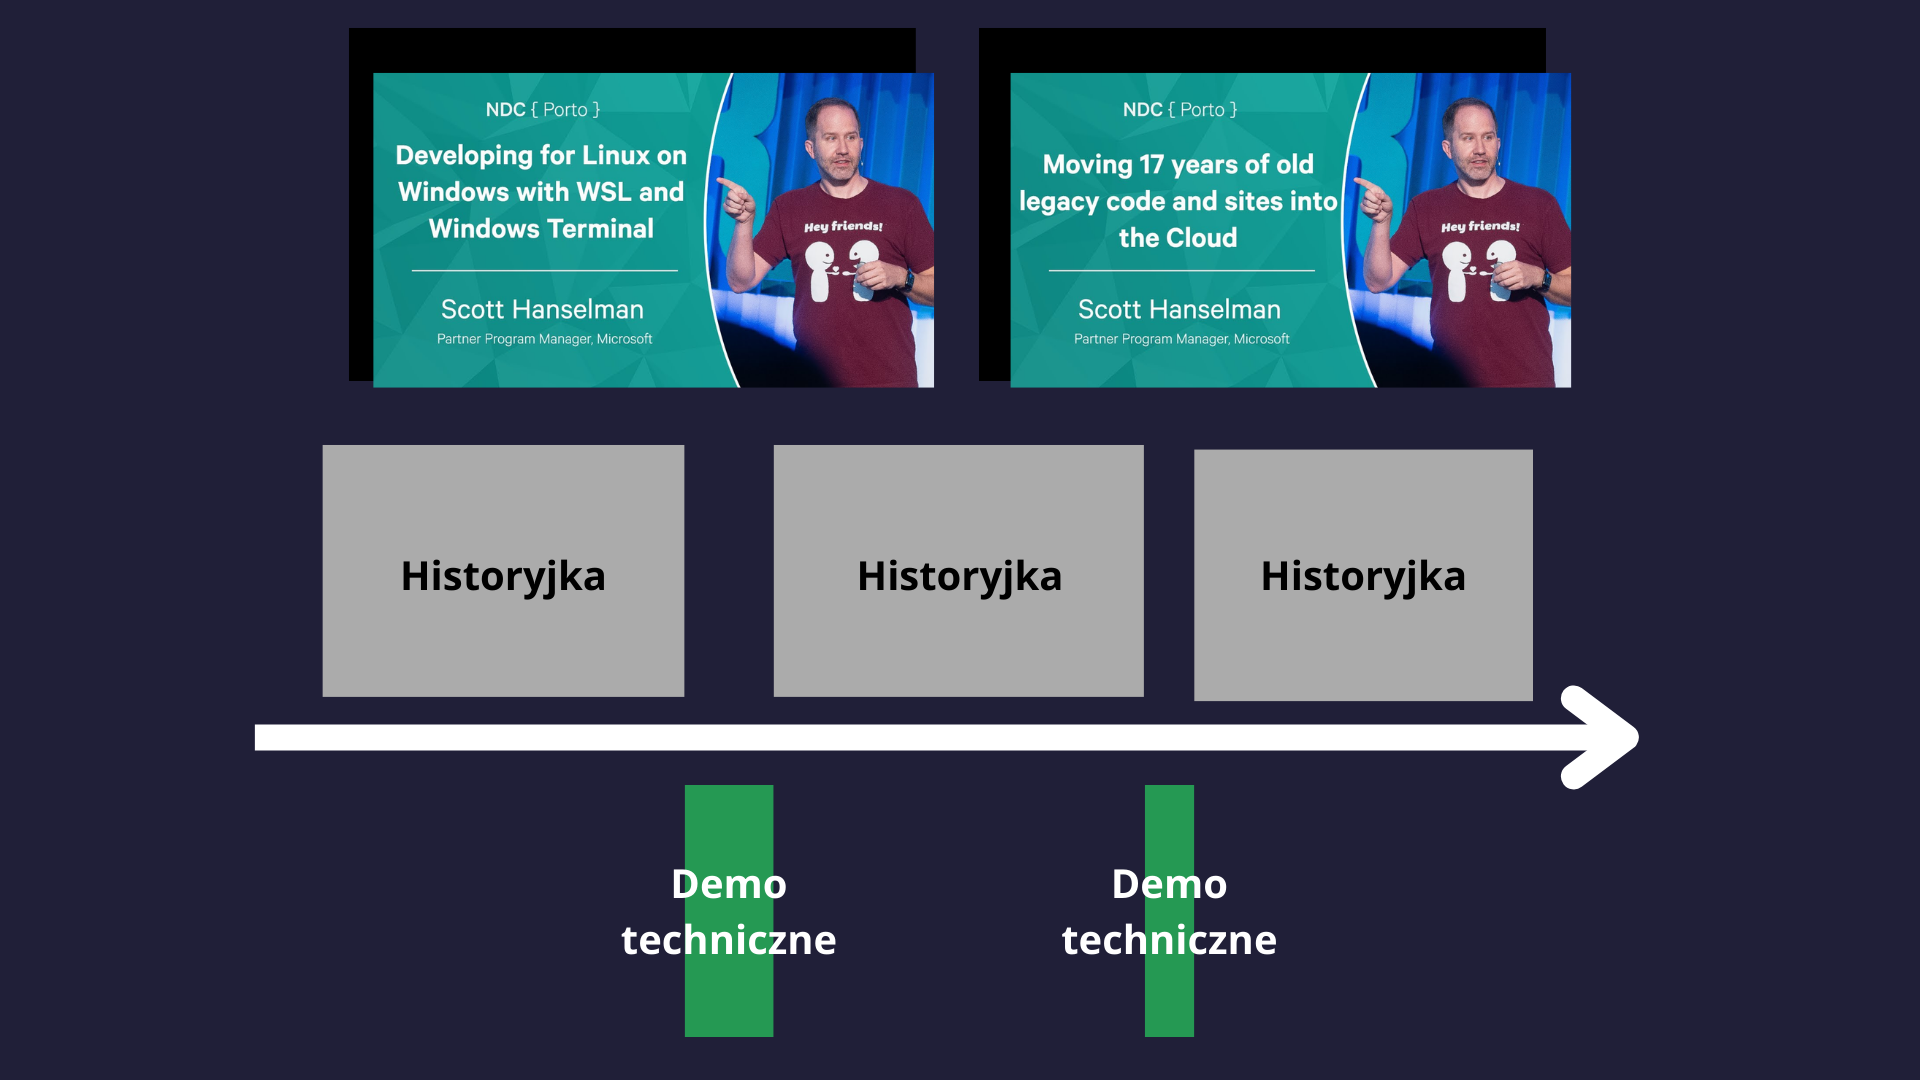 NDC { Porto }
Developing for Linux on
Windows with WSL and
Windows Terminal
Scott Hanselman
Partner Program Manager, Microsoft
Hey friends!
NDC { Porto }
Moving 17 years of old
legacy code and sites into
the Cloud
Scott Hanselman
Partner Program Manager, Microsoft
Hey friends!
Historyjka
Historyjka
Historyjka
Demo
techniczne
Demo
techniczne